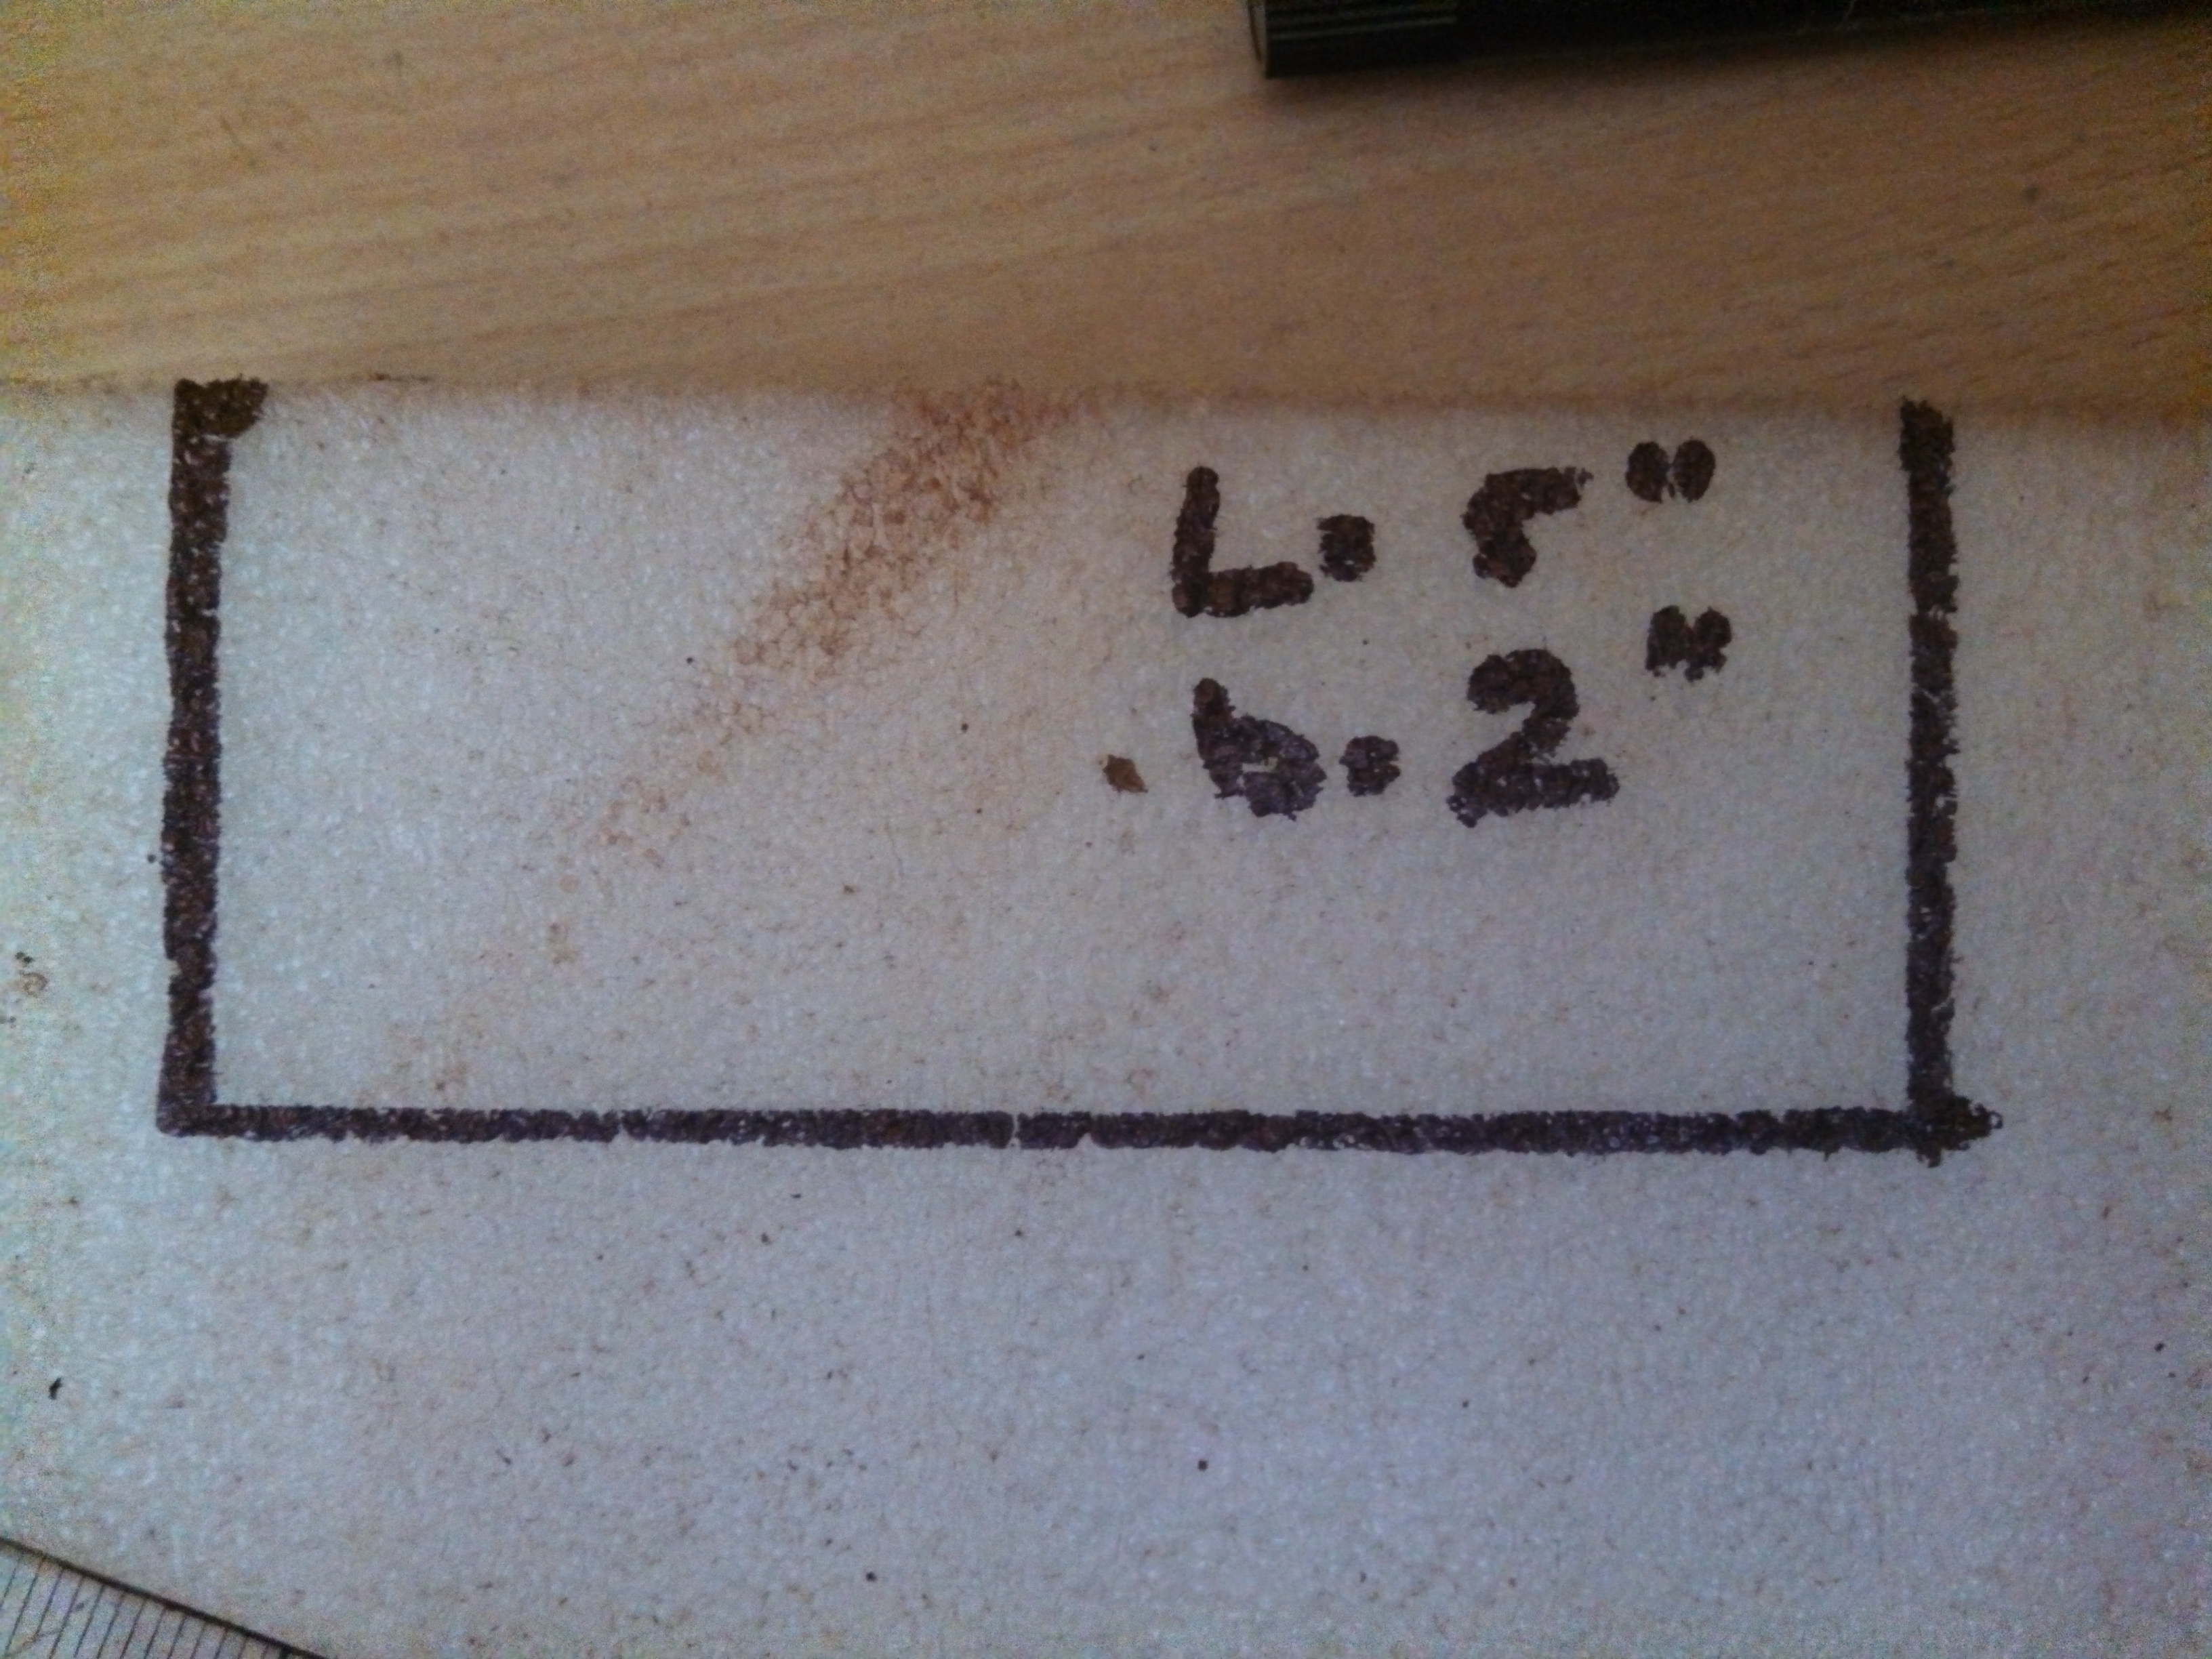 L. 5"
b. 2"